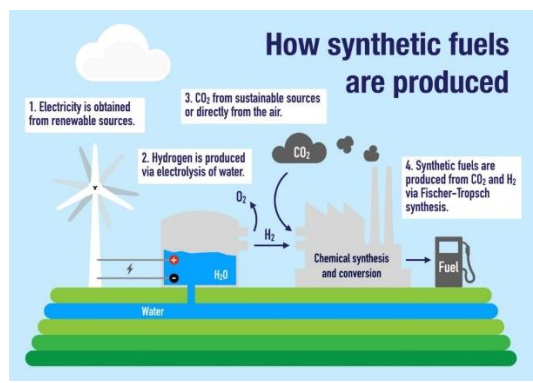 How synthetic fuels
are produced
1. Electricity is obtained
from renewable sources.
2. Hydrogen is produced
via electrolysis of water.
3. CO₂ from sustainable sources
or directly from the air.
4. Synthetic fuels are
produced from CO₂ and H₂
via Fischer–Tropsch
synthesis.
CO₂
O₂
H₂
+
-
H₂O
Chemical synthesis
and conversion
Fuel
Water